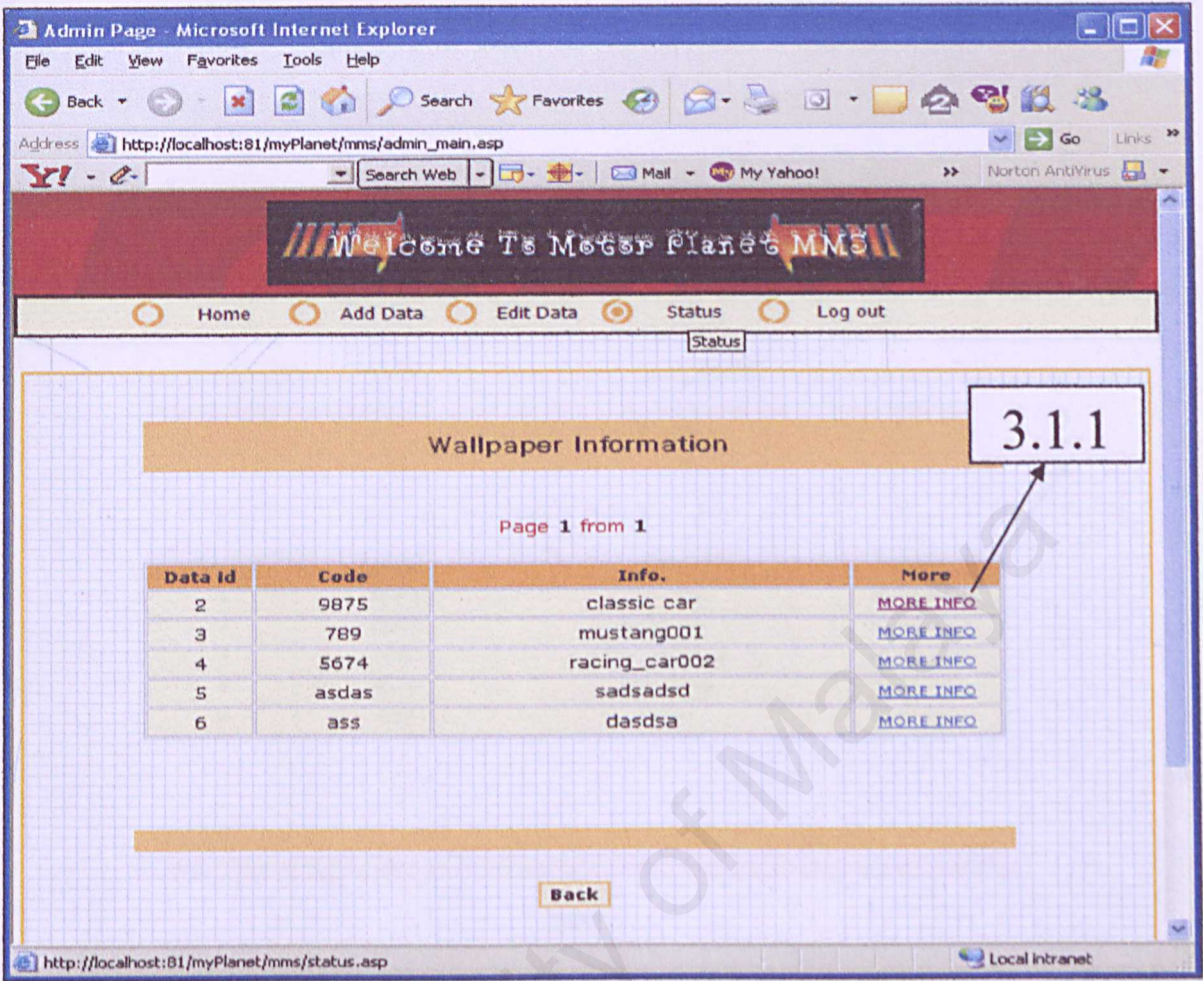 Admin Page - Microsoft Internet Explorer
File Edit View Favorites Tools Help
Back Search Favorites
Address http://localhost:81/myPlanet/mms/admin_main.asp Go Links »
Y! Search Web Mail My Yahoo! » Norton AntiVirus
Welcome To Motor Planet MMS
Home Add Data Edit Data Status Log out
Status
3.1.1
Wallpaper Information
Page 1 from 1
Data Id Code Info. More
2 9875 classic car MORE INFO
3 789 mustang001 MORE INFO
4 5674 racing_car002 MORE INFO
5 asdas sadsadsd MORE INFO
6 ass dasdsa MORE INFO
Back
http://localhost:81/myPlanet/mms/status.asp Local intranet
of Malaya